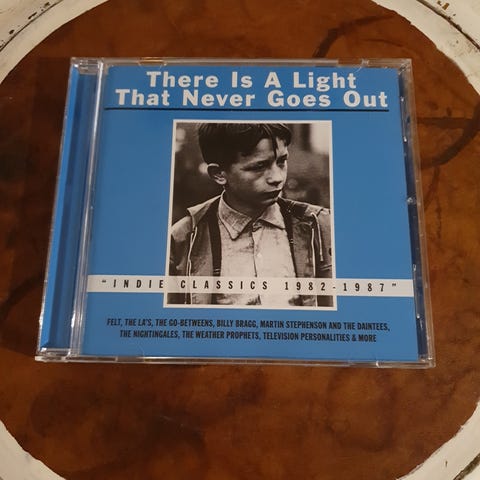 There Is A Light
That Never Goes Out
"INDIE CLASSICS 1982-1987"
FELT, THE LA'S, THE GO-BETWEENS, BILLY BRAGG, MARTIN STEPHENSON AND THE DAINTEES,
THE NIGHTINGALES, THE WEATHER PROPHETS, TELEVISION PERSONALITIES & MORE